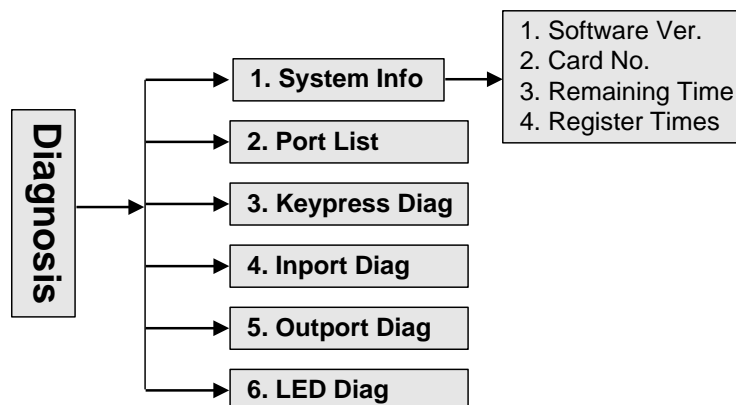 Diagnosis
1. System Info
2. Port List
3. Keypress Diag
4. Inport Diag
5. Outport Diag
6. LED Diag
1. Software Ver.
2. Card No.
3. Remaining Time
4. Register Times